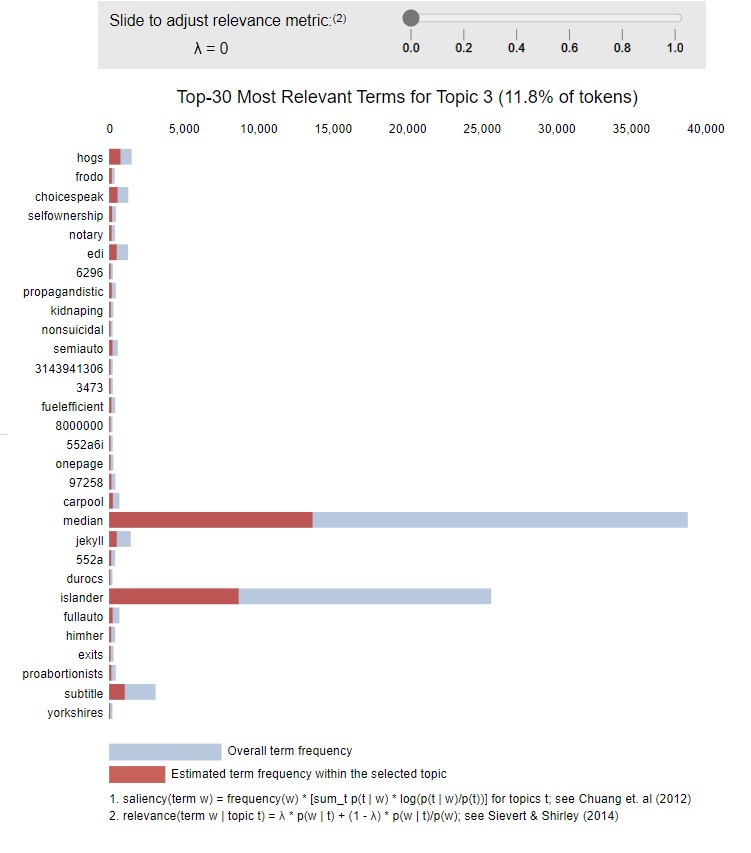 Slide to adjust relevance metric:(2)
λ = 0
0.0 0.2 0.4 0.6 0.8 1.0
Top-30 Most Relevant Terms for Topic 3 (11.8% of tokens)
0 5,000 10,000 15,000 20,000 25,000 30,000 35,000 40,000
hogs
frodo
choicespeak
selfownership
notary
edi
6296
propagandistic
kidnaping
nonsuicidal
semiauto
3143941306
3473
fuelefficient
8000000
552a6i
onepage
97258
carpool
median
jekyll
552a
durocs
islander
fullauto
himher
exits
proabortionists
subtitle
yorkshires
Overall term frequency
Estimated term frequency within the selected topic
1. saliency(term w) = frequency(w) * [sum_t p(t | w) * log(p(t | w)/p(t))] for topics t; see Chuang et. al (2012)
2. relevance(term w | topic t) = λ * p(w | t) + (1 - λ) * p(w | t)/p(w); see Sievert & Shirley (2014)